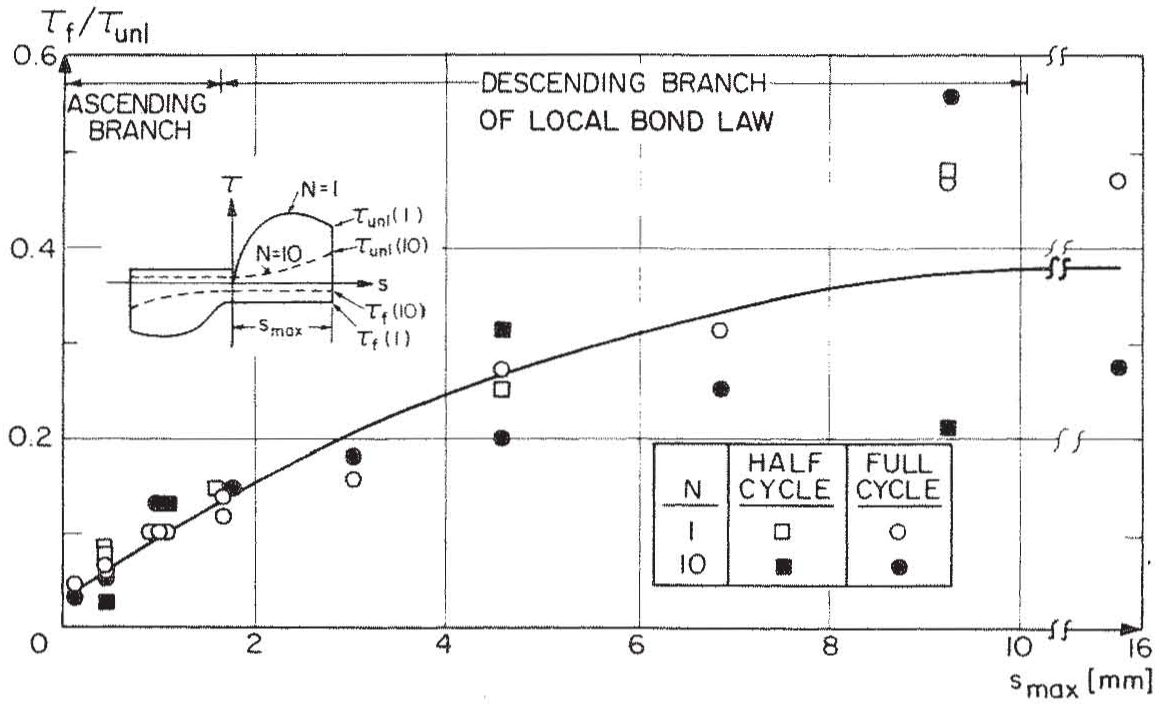 τf/τunl
0.6
0.4
0.2
0
ASCENDING
BRANCH
DESCENDING BRANCH
OF LOCAL BOND LAW
τ
N=1
τunl(1)
τunl(10)
N=10
s
τf(10)
τf(1)
smax
N
HALF
CYCLE
FULL
CYCLE
1 □ ○
10 ■ ●
2 4 6 8 10 16
smax [mm]